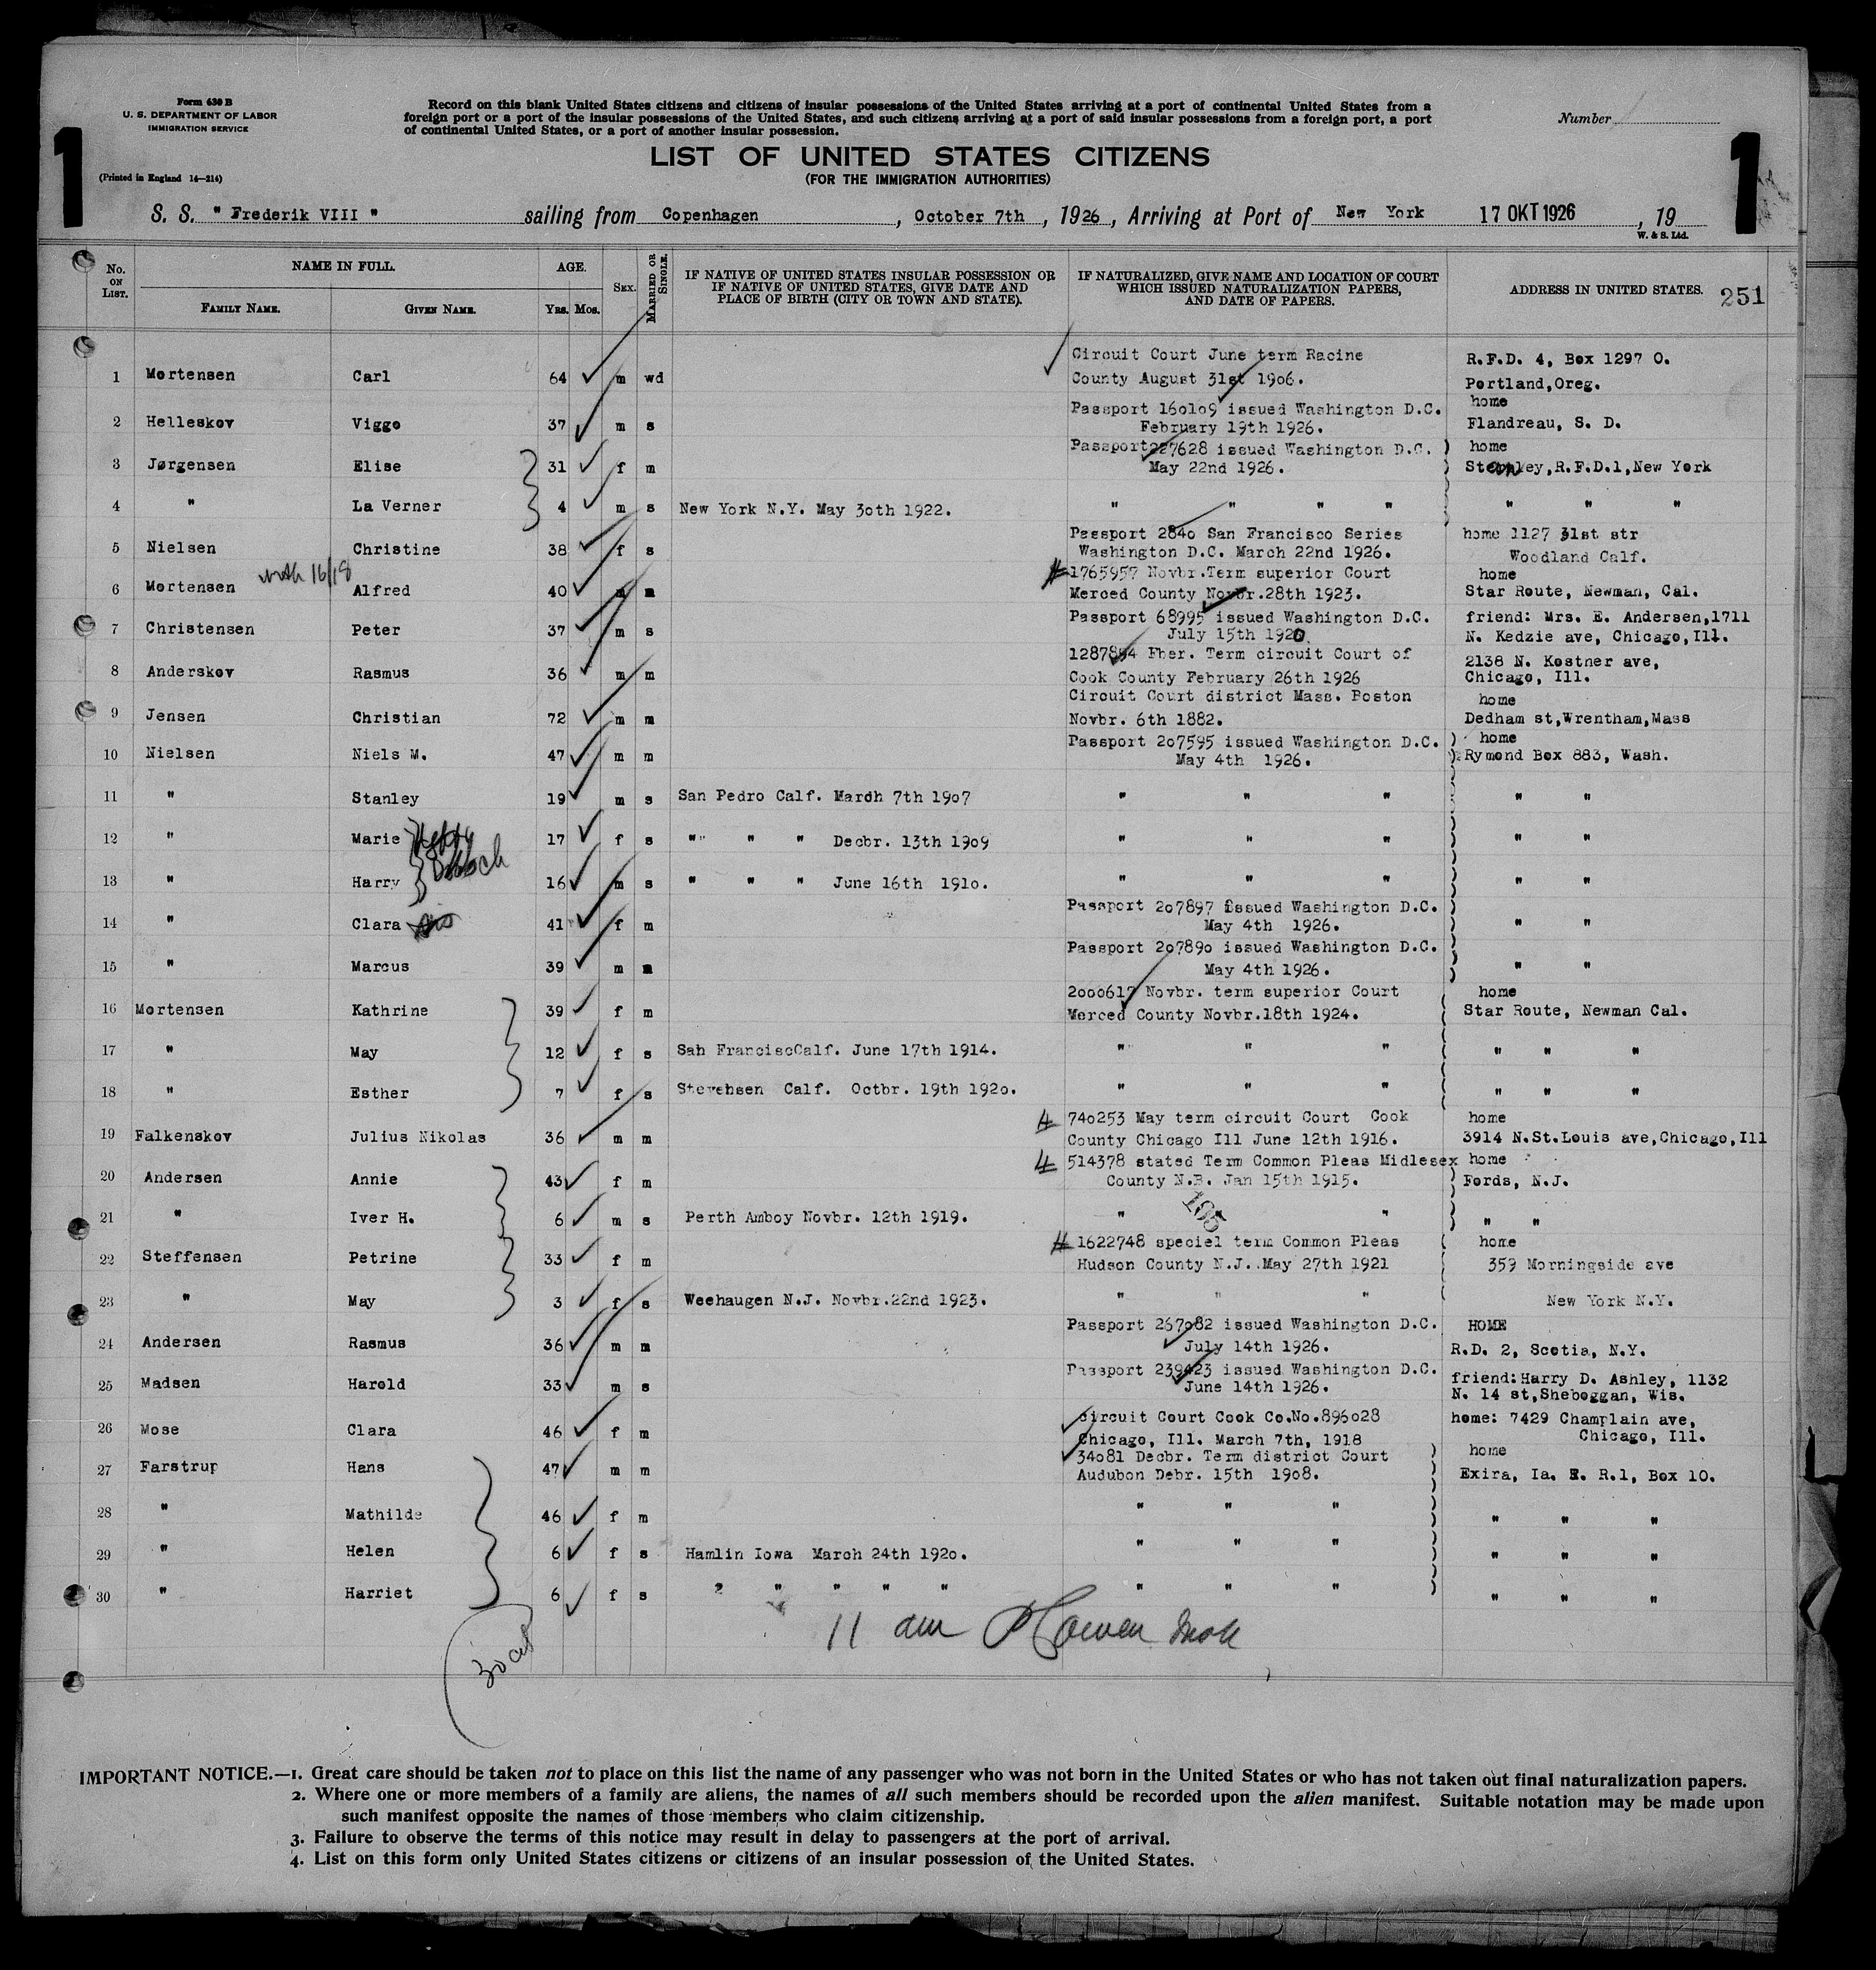 Form 630 B
U. S. DEPARTMENT OF LABOR
IMMIGRATION SERVICE
(Printed in England 14—214)
1
Record on this blank United States citizens and citizens of insular possessions of the United States arriving at a port of continental United States from a
foreign port or a port of the insular possessions of the United States, and such citizens arriving at a port of said insular possessions from a foreign port, a port
of continental United States, or a port of another insular possession.
Number
1
LIST OF UNITED STATES CITIZENS
(FOR THE IMMIGRATION AUTHORITIES)
S. S. " Frederik VIII " sailing from Copenhagen , October 7th , 1926, Arriving at Port of New York 17 OKT 1926 , 19
W. & S. Ltd.
No. ON LIST. NAME IN FULL. FAMILY NAME. GIVEN NAME. AGE. YRS. MOS. SEX. MARRIED OR SINGLE.
IF NATIVE OF UNITED STATES INSULAR POSSESSION OR IF NATIVE OF UNITED STATES, GIVE DATE AND PLACE OF BIRTH (CITY OR TOWN AND STATE).
IF NATURALIZED, GIVE NAME AND LOCATION OF COURT WHICH ISSUED NATURALIZATION PAPERS, AND DATE OF PAPERS.
ADDRESS IN UNITED STATES. 251
Circuit Court June term Racine R.F.D. 4, Box 1297 O.
1 Mortensen Carl 64 m wd County August 31st 1906. Portland,Oreg.
Passport 160109 issued Washington D.C. home
2 Helleskov Viggo 37 m s February 19th 1926. Flandreau, S. D.
Passport 227628 issued Washington D.C. home
3 Jørgensen Elise 31 f m May 22nd 1926. Stanley,R.F.D.1,New York
4 " La Verner 4 m s New York N.Y. May 30th 1922. " " " " " " "
Passport 2840 San Francisco Series home 1127 31st str
5 Nielsen Christine 38 f s Washington D.C. March 22nd 1926. Woodland Calf.
with 16/18 1765957 Novbr.Term superior Court home
6 Mortensen Alfred 40 m m Merced County Novbr.28th 1923. Star Route, Newman, Cal.
Passport 68995 issued Washington D.C. friend: Mrs. E. Andersen,1711
7 Christensen Peter 37 m s July 15th 1920 N. Kedzie ave, Chicago,Ill.
1287894 Fber. Term circuit Court of 2138 N. Kostner ave,
8 Anderskov Rasmus 36 m m Cook County February 26th 1926 Chicago, Ill.
Circuit Court district Mass. Boston home
9 Jensen Christian 72 m m Novbr. 6th 1882. Dedham st,Wrentham,Mass
Passport 207595 issued Washington D.C. home
10 Nielsen Niels M. 47 m m May 4th 1926. Rymond Box 883, Wash.
11 " Stanley 19 m s San Pedro Calf. Mardh 7th 1907 " " " " "
12 " Marie 17 f s " " " Decbr. 13th 1909 " " " " "
13 " Harry 16 m s " " " June 16th 1910. " " " " "
Passport 207897 issued Washington D.C.
14 " Clara 41 f m May 4th 1926. " "
Passport 207890 issued Washington D.C.
15 " Marcus 39 m m May 4th 1926. " "
2000617 Novbr. term superior Court home
16 Mortensen Kathrine 39 f m Merced County Novbr.18th 1924. Star Route, Newman Cal.
17 " May 12 f s San FranciscCalf. June 17th 1914. " " " " " "
18 " Esther 7 f s Stevensen Calf. Octbr. 19th 1920. " " " " " "
740253 May term circuit Court Cook home
19 Falkenskov Julius Nikolas 36 m m County Chicago Ill June 12th 1916. 3914 N.St.Louis ave,Chicago,Ill
514378 stated Term Common Pleas Midlesex home
20 Andersen Annie 43 f m County N.B. Jan 15th 1915. Fords, N.J.
195
21 " Iver H. 6 m s Perth Amboy Novbr. 12th 1919. " " " "
1622748 speciel term Common Pleas home
22 Steffensen Petrine 33 f m Hudson County N.J. May 27th 1921 359 Morningside ave
23 " May 3 f s Weehaugen N.J. Novbr.22nd 1923. " " " New York N.Y.
Passport 267082 issued Washington D.C. HOME
24 Andersen Rasmus 36 m m July 14th 1926. R.D. 2, Scotia, N.Y.
Passport 239423 issued Washington D.C. friend:Harry D. Ashley, 1132
25 Madsen Harold 33 m s June 14th 1926. N. 14 st,Sheboggan, Wis.
circuit Court Cook Co.No.896028 home: 7429 Champlain ave,
26 Mose Clara 46 f m Chicago, Ill. March 7th, 1918 Chicago, Ill.
34081 Decbr. Term district Court home
27 Farstrup Hans 47 m m Audubon Debr. 15th 1908. Exira, Ia. R. R.1, Box 10.
28 " Mathilde 46 f m " " " " " "
29 " Helen 6 f s Hamlin Iowa March 24th 1920. " " " " " "
30 " Harriet 6 f s " " " " " " " " " " "
11 am
IMPORTANT NOTICE.—1. Great care should be taken not to place on this list the name of any passenger who was not born in the United States or who has not taken out final naturalization papers.
2. Where one or more members of a family are aliens, the names of all such members should be recorded upon the alien manifest. Suitable notation may be made upon
such manifest opposite the names of those members who claim citizenship.
3. Failure to observe the terms of this notice may result in delay to passengers at the port of arrival.
4. List on this form only United States citizens or citizens of an insular possession of the United States.